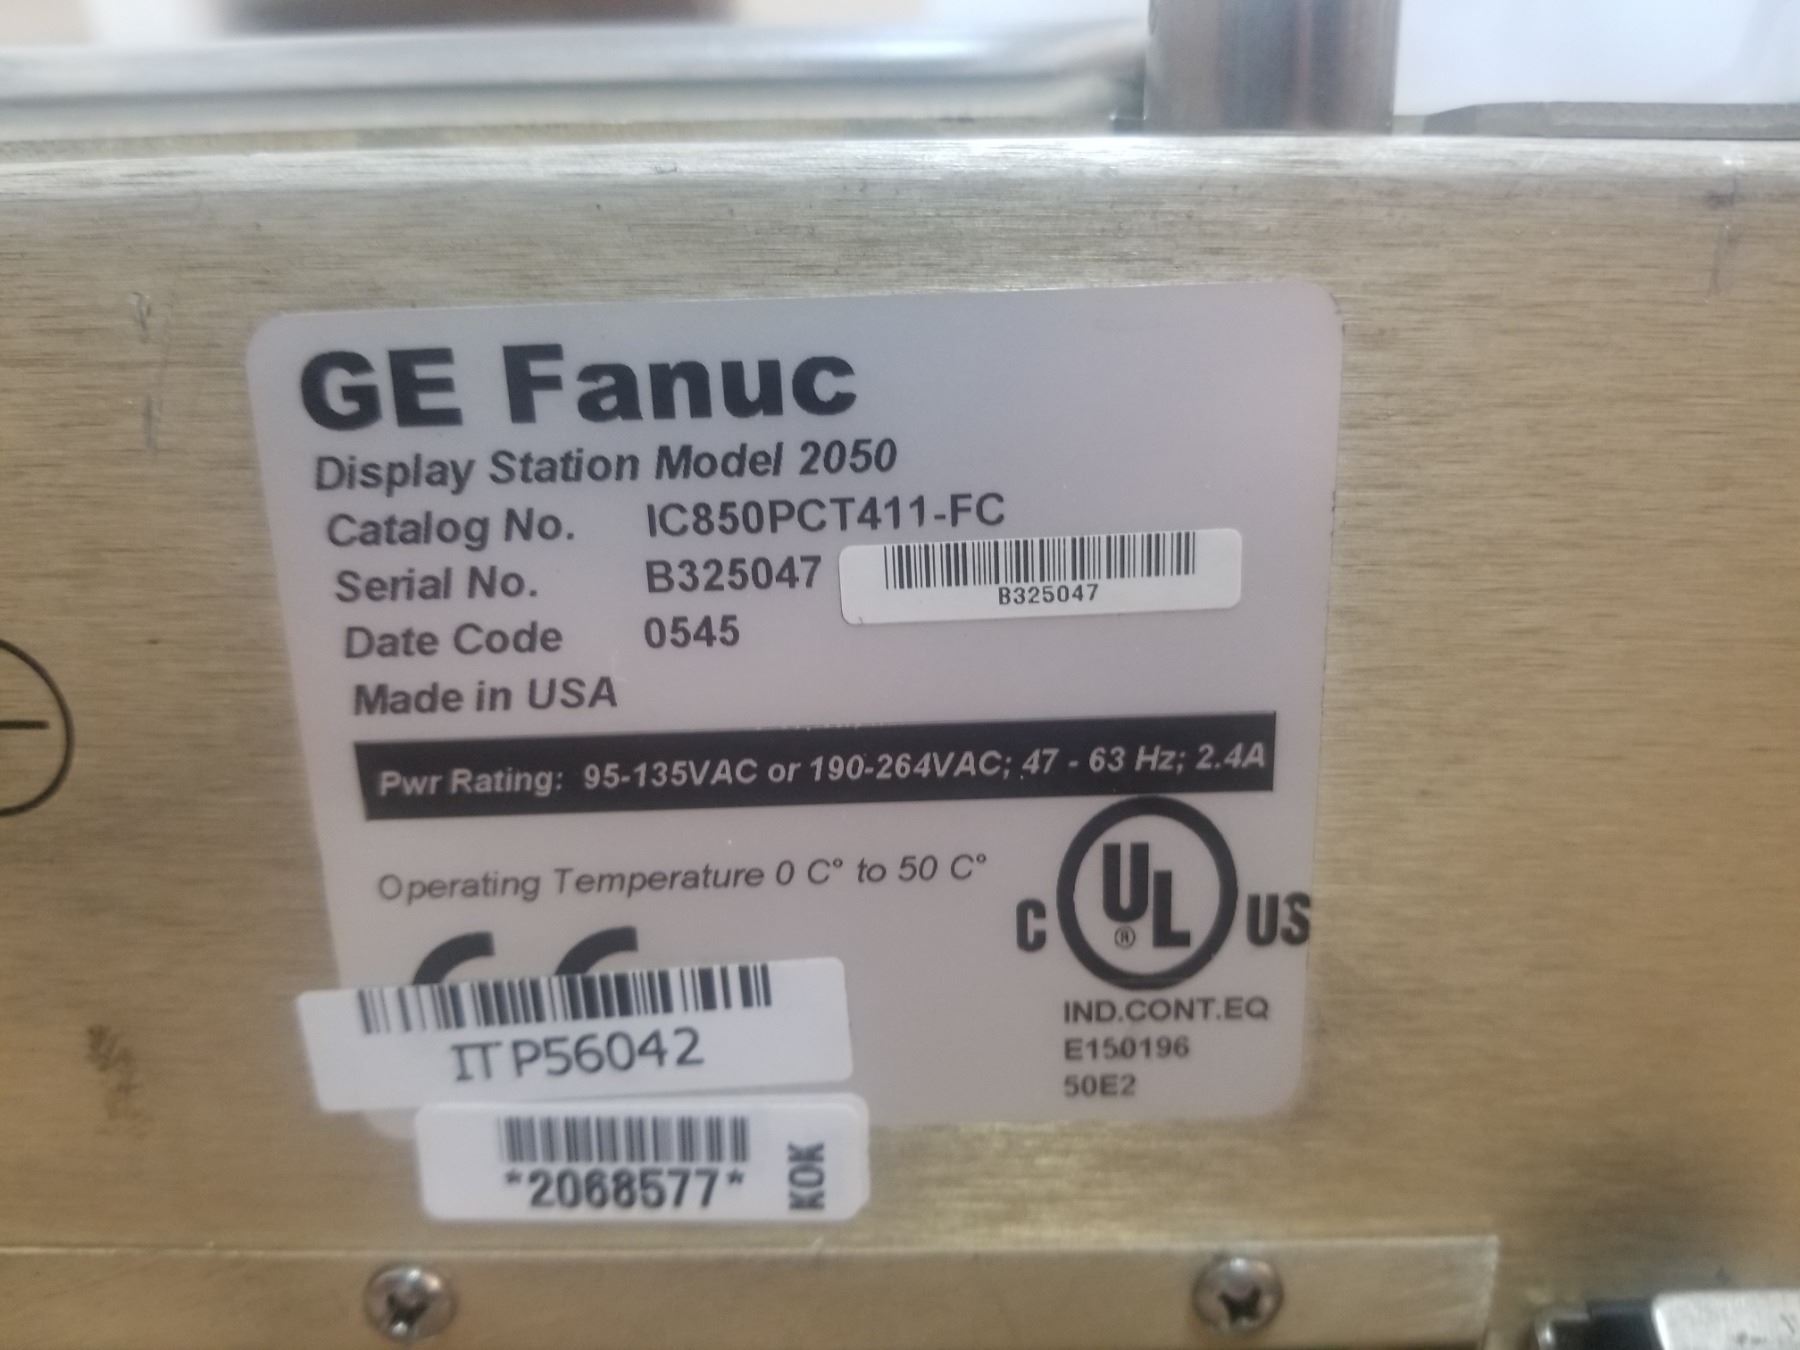 GE Fanuc
Display Station Model 2050
Catalog No. IC850PCT411-FC
Serial No. B325047
B325047
Date Code 0545
Made in USA
Pwr Rating: 95-135VAC or 190-264VAC; 47 - 63 Hz; 2.4A
Operating Temperature 0 C° to 50 C°
CE
C UL® US
IND.CONT.EQ
E150196
50E2
ITP56042
*2068577*
KOK